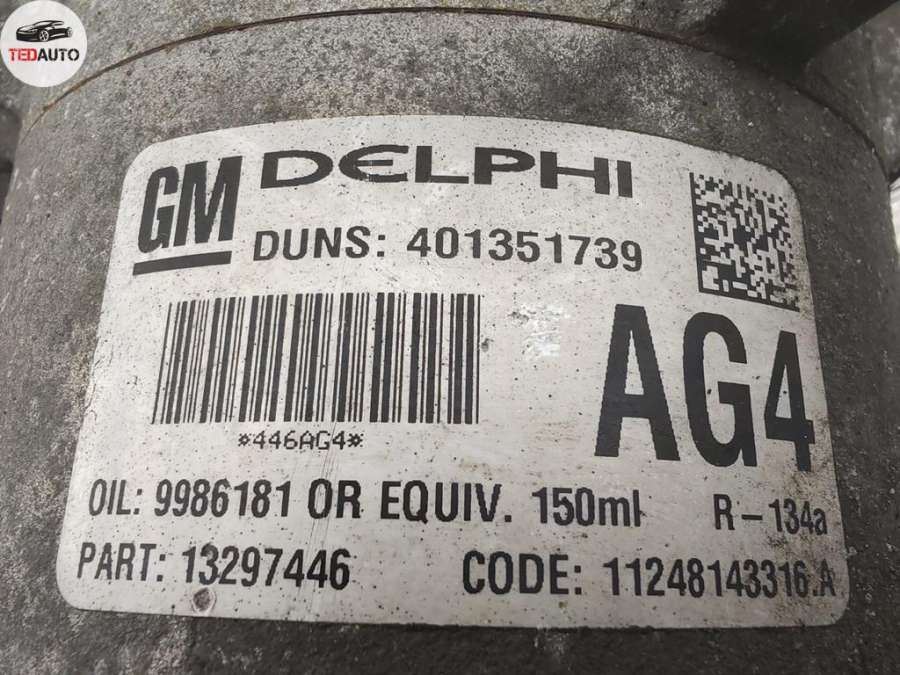 TEDAUTO
GM DELPHI
DUNS: 401351739
AG4
*446AG4*
OIL: 9986181 OR EQUIV. 150ml R-134a
PART: 13297446 CODE: 11248143316.A